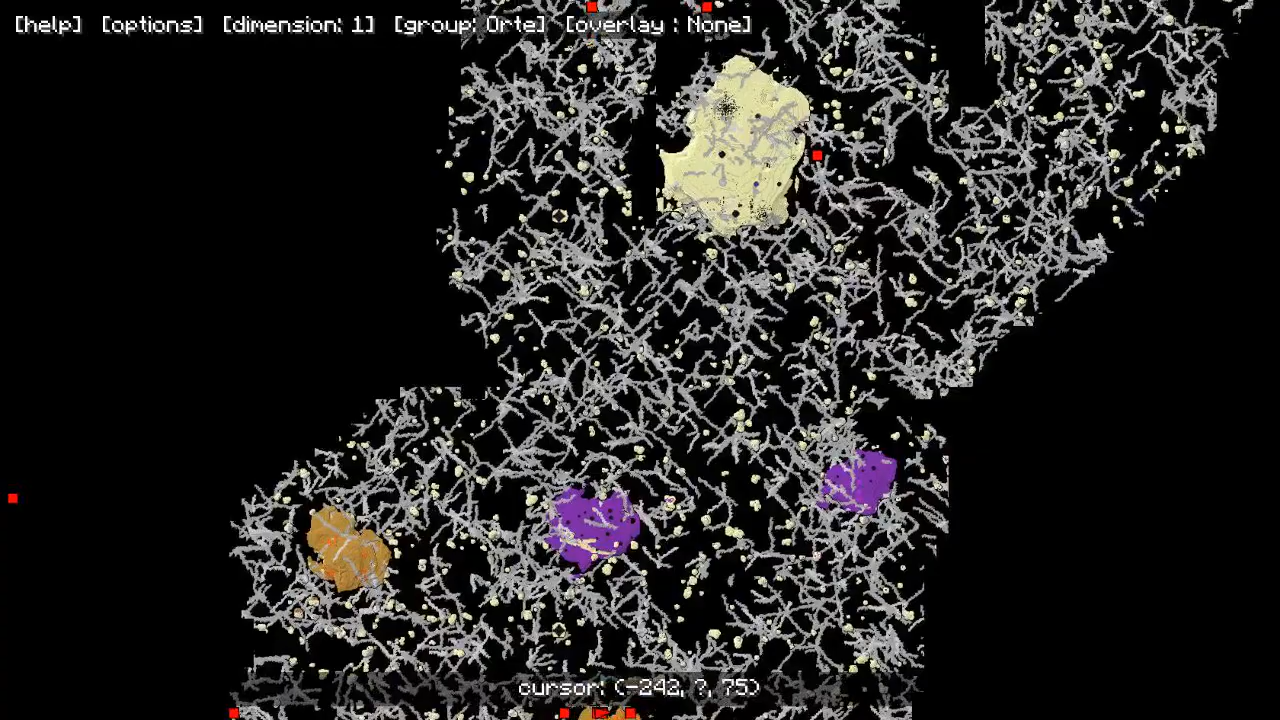 [help] [options] [dimension: 1] [group: Orte] [overlay : None]
cursor: (-242, ?, 75)